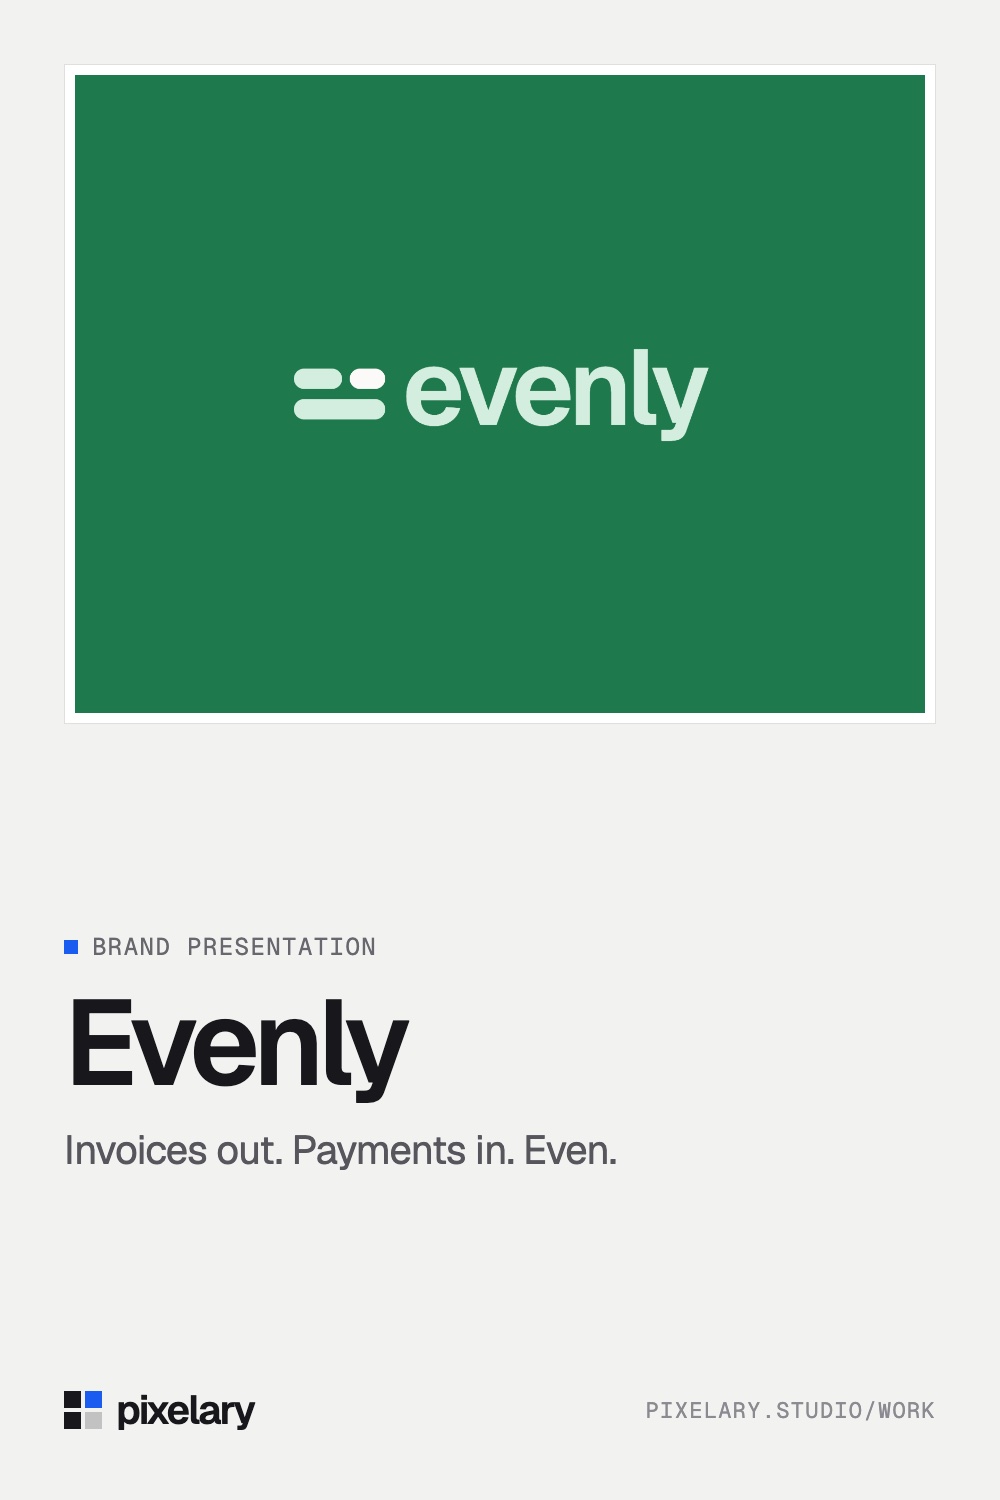 evenly
BRAND PRESENTATION
Evenly
Invoices out. Payments in. Even.
pixelary
PIXELARY.STUDIO/WORK